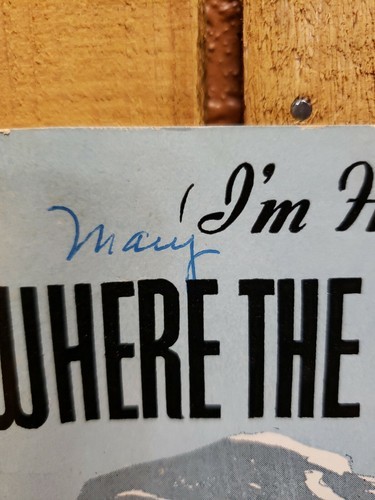 Mary
(I'm H
WHERE THE